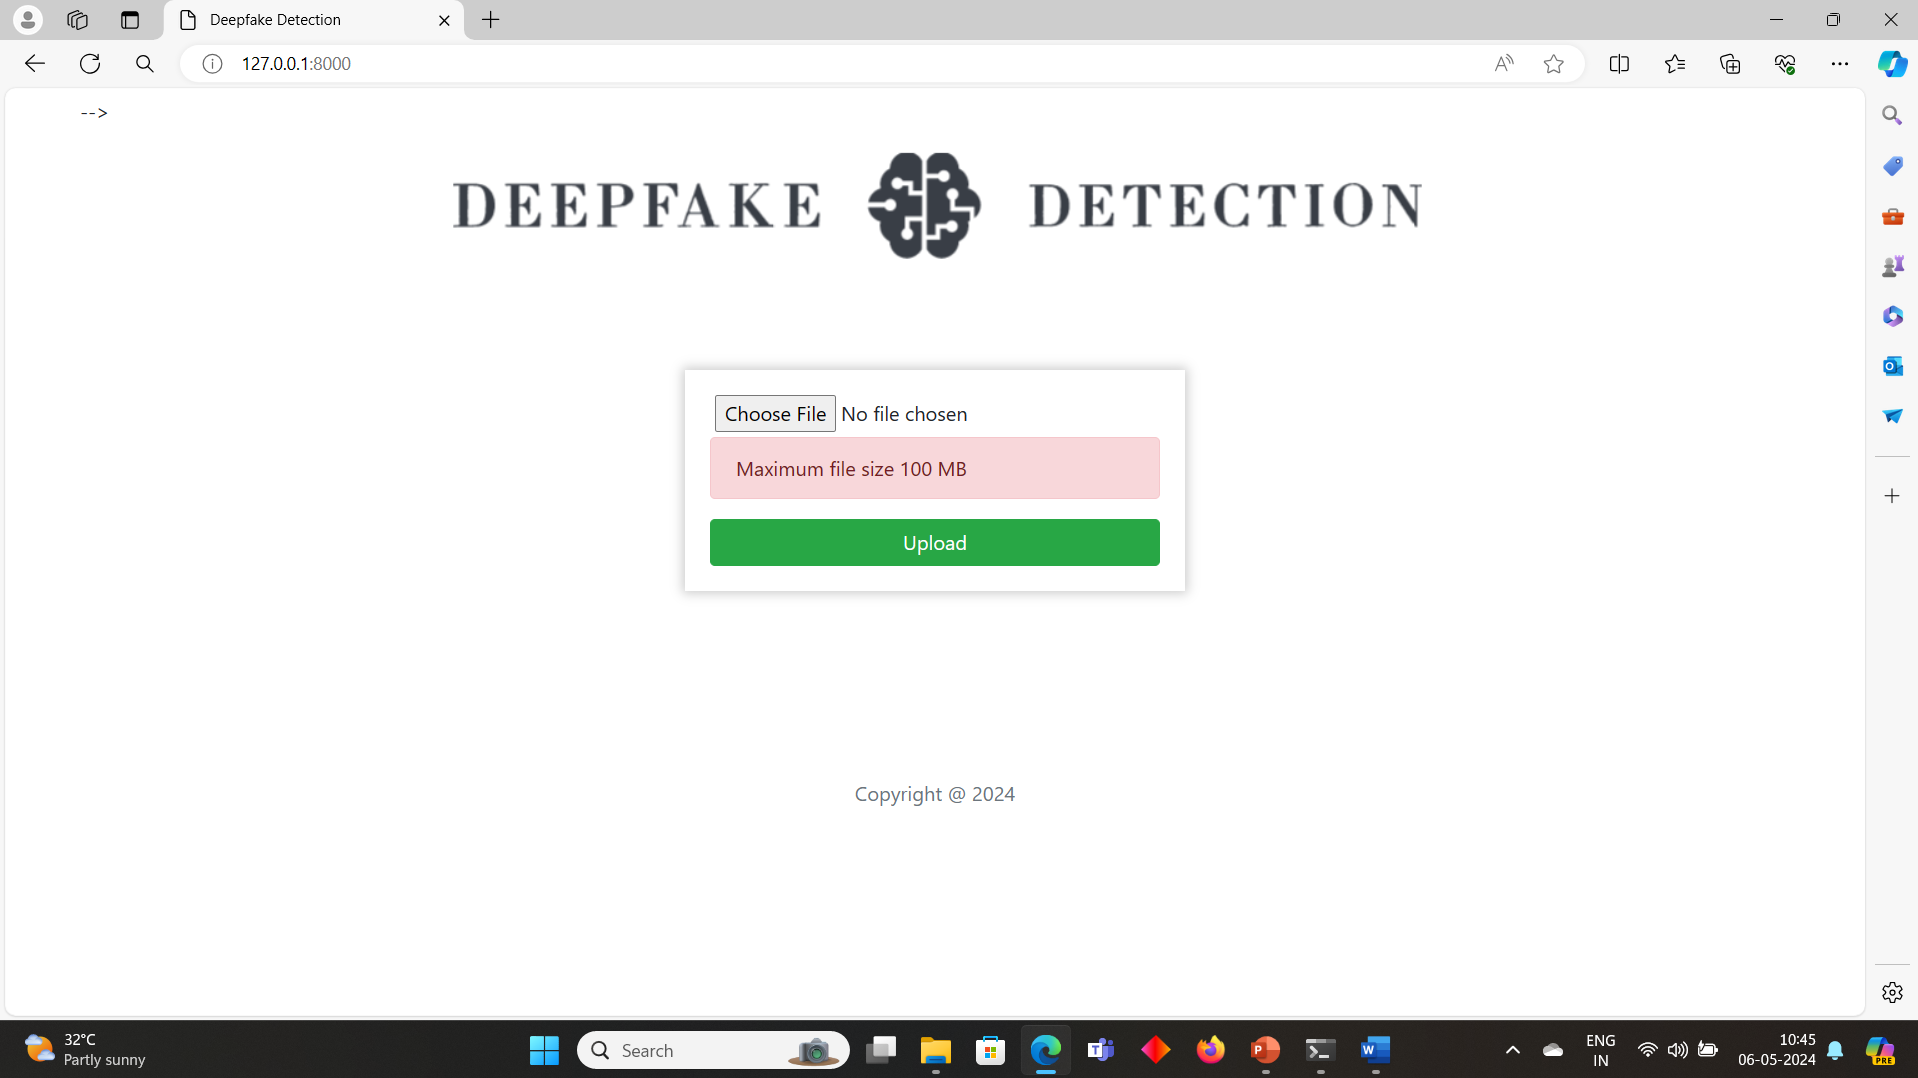 Deepfake Detection
127.0.0.1:8000
-->
DEEPFAKE DETECTION
Choose File No file chosen
Maximum file size 100 MB
Upload
Copyright @ 2024
32°C
Partly sunny
Search
ENG
IN
10:45
06-05-2024
PRE